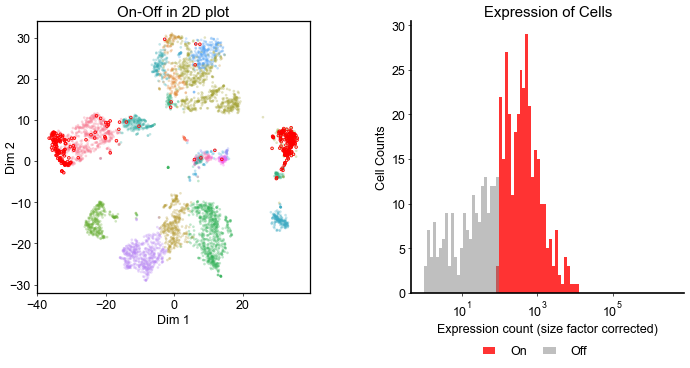 On-Off in 2D plot
Dim 2
30
20
10
0
−10
−20
−30
−40
−20
0
20
Dim 1
Expression of Cells
Cell Counts
30
25
20
15
10
5
0
10^1
10^3
10^5
Expression count (size factor corrected)
On
Off